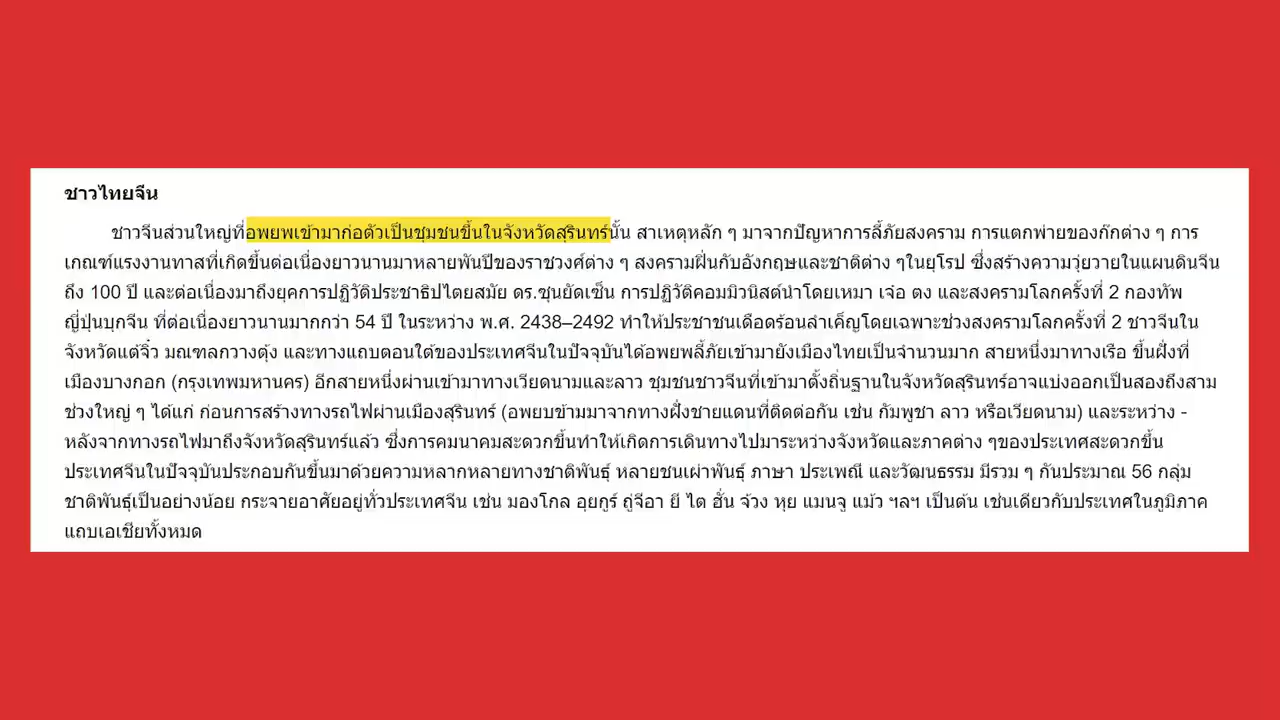 ชาวไทยจีน
ชาวจีนส่วนใหญ่ที่อพยพเข้ามาก่อตัวเป็นชุมชนขึ้นในจังหวัดสุรินทร์นั้น สาเหตุหลัก ๆ มาจากปัญหาการลี้ภัยสงคราม การแตกพ่ายของก๊กต่าง ๆ การ
เกณฑ์แรงงานทาสที่เกิดขึ้นต่อเนื่องยาวนานมาหลายพันปีของราชวงศ์ต่าง ๆ สงครามฝิ่นกับอังกฤษและชาติต่าง ๆในยุโรป ซึ่งสร้างความวุ่ยวายในแผนดินจีน
ถึง 100 ปี และต่อเนื่องมาถึงยุคการปฏิวัติประชาธิปไตยสมัย ดร.ซุนยัดเซ็น การปฏิวัติคอมมิวนิสต์นำโดยเหมา เจ๋อ ตง และสงครามโลกครั้งที่ 2 กองทัพ
ญี่ปุ่นบุกจีน ที่ต่อเนื่องยาวนานมากกว่า 54 ปี ในระหว่าง พ.ศ. 2438–2492 ทำให้ประชาชนเดือดร้อนลำเค็ญโดยเฉพาะช่วงสงครามโลกครั้งที่ 2 ชาวจีนใน
จังหวัดแต้จิ๋ว มณฑลกวางตุ้ง และทางแถบตอนใต้ของประเทศจีนในปัจจุบันได้อพยพลี้ภัยเข้ามายังเมืองไทยเป็นจำนวนมาก สายหนึ่งมาทางเรือ ขึ้นฝั่งที่
เมืองบางกอก (กรุงเทพมหานคร) อีกสายหนึ่งผ่านเข้ามาทางเวียดนามและลาว ชุมชนชาวจีนที่เข้ามาตั้งถิ่นฐานในจังหวัดสุรินทร์อาจแบ่งออกเป็นสองถึงสาม
ช่วงใหญ่ ๆ ได้แก่ ก่อนการสร้างทางรถไฟผ่านเมืองสุรินทร์ (อพยบข้ามมาจากทางฝั่งชายแดนที่ติดต่อกัน เช่น กัมพูชา ลาว หรือเวียดนาม) และระหว่าง -
หลังจากทางรถไฟมาถึงจังหวัดสุรินทร์แล้ว ซึ่งการคมนาคมสะดวกขึ้นทำให้เกิดการเดินทางไปมาระหว่างจังหวัดและภาคต่าง ๆของประเทศสะดวกขึ้น
ประเทศจีนในปัจจุบันประกอบกันขึ้นมาด้วยความหลากหลายทางชาติพันธุ์ หลายชนเผ่าพันธุ์ ภาษา ประเพณี และวัฒนธรรม มีรวม ๆ กันประมาณ 56 กลุ่ม
ชาติพันธุ์เป็นอย่างน้อย กระจายอาศัยอยู่ทั่วประเทศจีน เช่น มองโกล อุยกูร์ ถู่จีอา ยี ไต ฮั่น จ้วง หุย แมนจู แม้ว ฯลฯ เป็นต้น เช่นเดียวกับประเทศในภูมิภาค
แถบเอเชียทั้งหมด